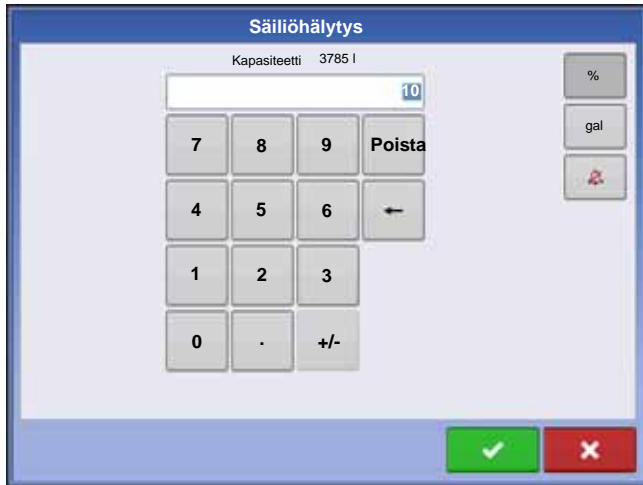 Säiliöhälytys
Kapasiteetti 3785 l
10
%
gal
7 8 9 Poista
4 5 6 ←
1 2 3
0 . +/-